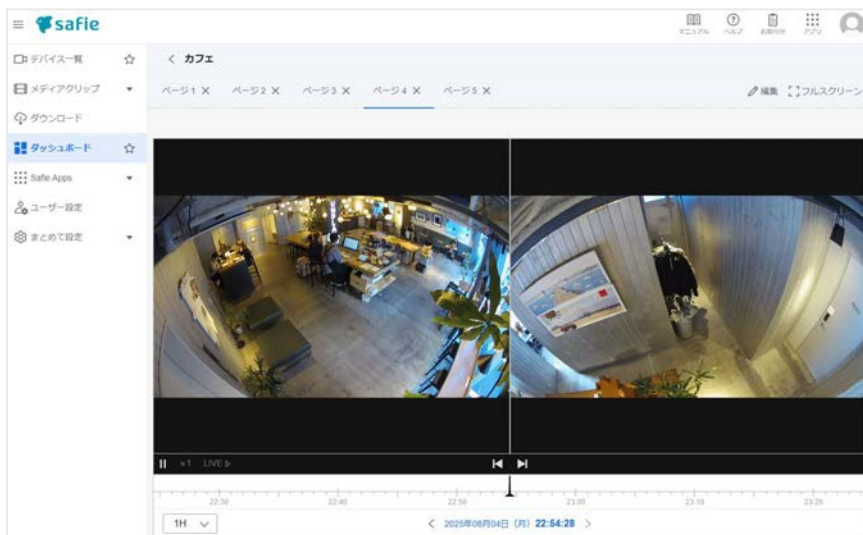 safie
マニュアル
ヘルプ
お知らせ
アプリ
デバイス一覧
メディアクリップ
ダウンロード
ダッシュボード
Safie Apps
ユーザー設定
まとめて設定
カフェ
ページ1 ×
ページ2 ×
ページ3 ×
ページ4 ×
ページ5 ×
編集
フルスクリーン
×1
LIVE
22:30
22:40
22:50
23:00
23:10
23:20
1H
2025年08月04日 (月) 22:54:28